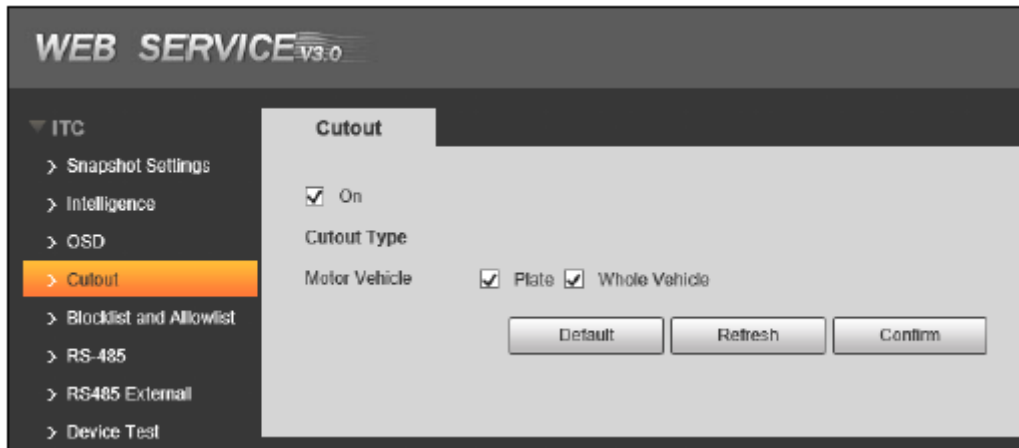 WEB SERVICE V3.0
ITC
Snapshot Settings
Intelligence
OSD
Cutout
Blocklist and Allowlist
RS-485
RS485 Externall
Device Test
Cutout
On
Cutout Type
Motor Vehicle Plate Whole Vehicle
Default Refresh Confirm